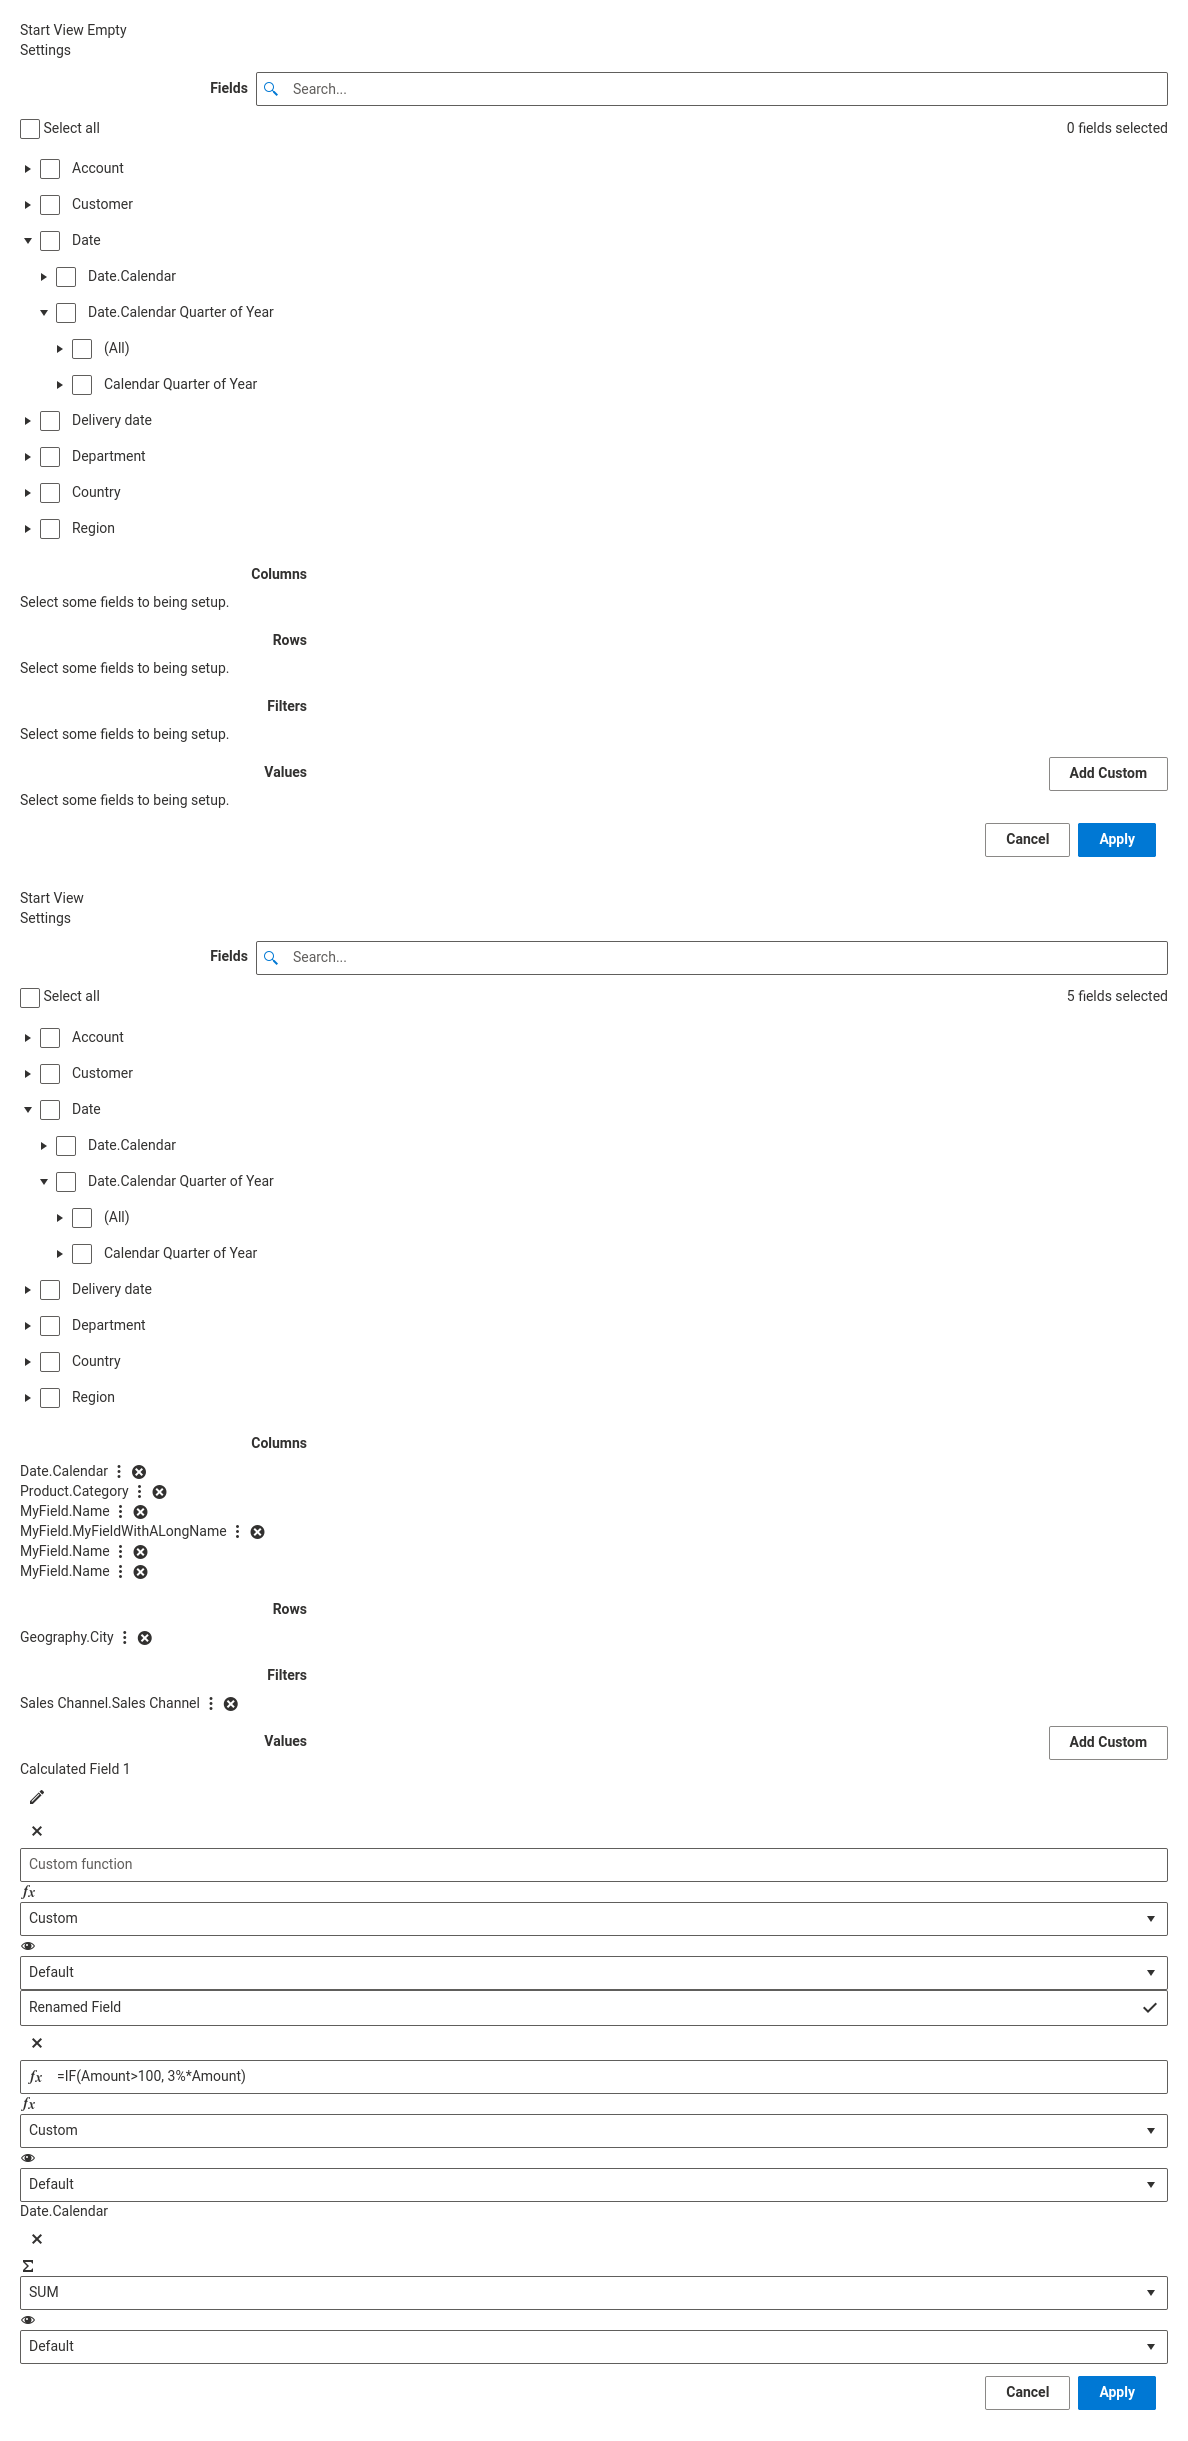 Start View Empty
Settings
Fields
Search...
Select all
0 fields selected
Account
Customer
Date
Date.Calendar
Date.Calendar Quarter of Year
(All)
Calendar Quarter of Year
Delivery date
Department
Country
Region
Columns
Select some fields to being setup.
Rows
Select some fields to being setup.
Filters
Select some fields to being setup.
Values
Add Custom
Select some fields to being setup.
Cancel
Apply
Start View
Settings
Fields
Search...
Select all
5 fields selected
Account
Customer
Date
Date.Calendar
Date.Calendar Quarter of Year
(All)
Calendar Quarter of Year
Delivery date
Department
Country
Region
Columns
Date.Calendar
Product.Category
MyField.Name
MyField.MyFieldWithALongName
MyField.Name
MyField.Name
Rows
Geography.City
Filters
Sales Channel.Sales Channel
Values
Add Custom
Calculated Field 1
Custom function
fx
Custom
Default
Renamed Field
fx =IF(Amount>100, 3%*Amount)
fx
Custom
Default
Date.Calendar
Σ
SUM
Default
Cancel
Apply